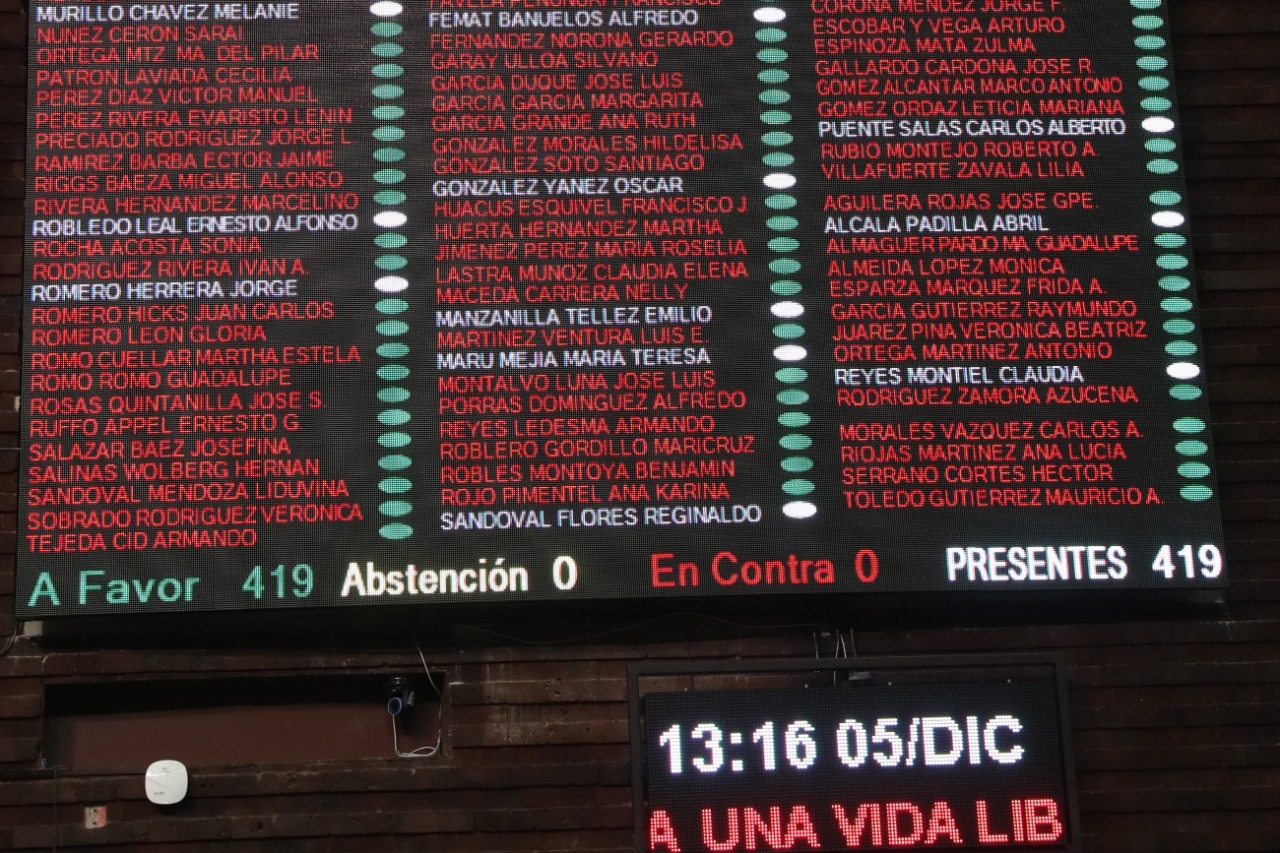 MURILLO CHAVEZ MELANIE
NUNEZ CERON SARAI
ORTEGA MTZ MA. DEL PILAR
PATRON LAVIADA CECILIA
PEREZ DIAZ VICTOR MANUEL
PEREZ RIVERA EVARISTO LENIN
PRECIADO RODRIGUEZ JORGE L.
RAMIREZ BARBA ECTOR JAIME
RIGGS BAEZA MIGUEL ALONSO
RIVERA HERNANDEZ MARCELINO
ROBLEDO LEAL ERNESTO ALFONSO
ROCHA ACOSTA SONIA
RODRIGUEZ RIVERA IVAN A.
ROMERO HERRERA JORGE
ROMERO HICKS JUAN CARLOS
ROMERO LEON GLORIA
ROMO CUELLAR MARTHA ESTELA
ROMO ROMO GUADALUPE
ROSAS QUINTANILLA JOSE S.
RUFFO APPEL ERNESTO G
SALAZAR BAEZ JOSEFINA
SALINAS WOLBERG HERNAN
SANDOVAL MENDOZA LIDUVINA
SOBRADO RODRIGUEZ VERONICA
TEJEDA CID ARMANDO
FEMAT BANUELOS ALFREDO
FERNANDEZ NORONA GERARDO
GARAY ULLOA SILVANO
GARCIA DUQUE JOSE LUIS
GARCIA GARCIA MARGARITA
GARCIA GRANDE ANA RUTH
GONZALEZ MORALES HILDELISA
GONZALEZ SOTO SANTIAGO
GONZALEZ YANEZ OSCAR
HUACUS ESQUIVEL FRANCISCO J.
HUERTA HERNANDEZ MARTHA
JIMENEZ PEREZ MARIA ROSELIA
LASTRA MUNOZ CLAUDIA ELENA
MACEDA CARRERA NELLY
MANZANILLA TELLEZ EMILIO
MARTINEZ VENTURA LUIS E.
MARU MEJIA MARIA TERESA
MONTALVO LUNA JOSE LUIS
PORRAS DOMINGUEZ ALFREDO
REYES LEDESMA ARMANDO
ROBLERO GORDILLO MARICRUZ
ROBLES MONTOYA BENJAMIN
ROJO PIMENTEL ANA KARINA
SANDOVAL FLORES REGINALDO
CORONA MENDEZ JORGE F.
ESCOBAR Y VEGA ARTURO
ESPINOZA MATA ZULMA
GALLARDO CARDONA JOSE R.
GOMEZ ALCANTAR MARCO ANTONIO
GOMEZ ORDAZ LETICIA MARIANA
PUENTE SALAS CARLOS ALBERTO
RUBIO MONTEJO ROBERTO A.
VILLAFUERTE ZAVALA LILIA
AGUILERA ROJAS JOSE GPE.
ALCALA PADILLA ABRIL
ALMAGUER PARDO MA. GUADALUPE
ALMEIDA LOPEZ MONICA
ESPARZA MARQUEZ FRIDA A.
GARCIA GUTIERREZ RAYMUNDO
JUAREZ PINA VERONICA BEATRIZ
ORTEGA MARTINEZ ANTONIO
REYES MONTIEL CLAUDIA
RODRIGUEZ ZAMORA AZUCENA
MORALES VAZQUEZ CARLOS A.
RIOJAS MARTINEZ ANA LUCIA
SERRANO CORTES HECTOR
TOLEDO GUTIERREZ MAURICIO A.
A Favor 419 Abstención 0 En Contra 0 PRESENTES 419
13:16 05/DIC
A UNA VIDA LIB